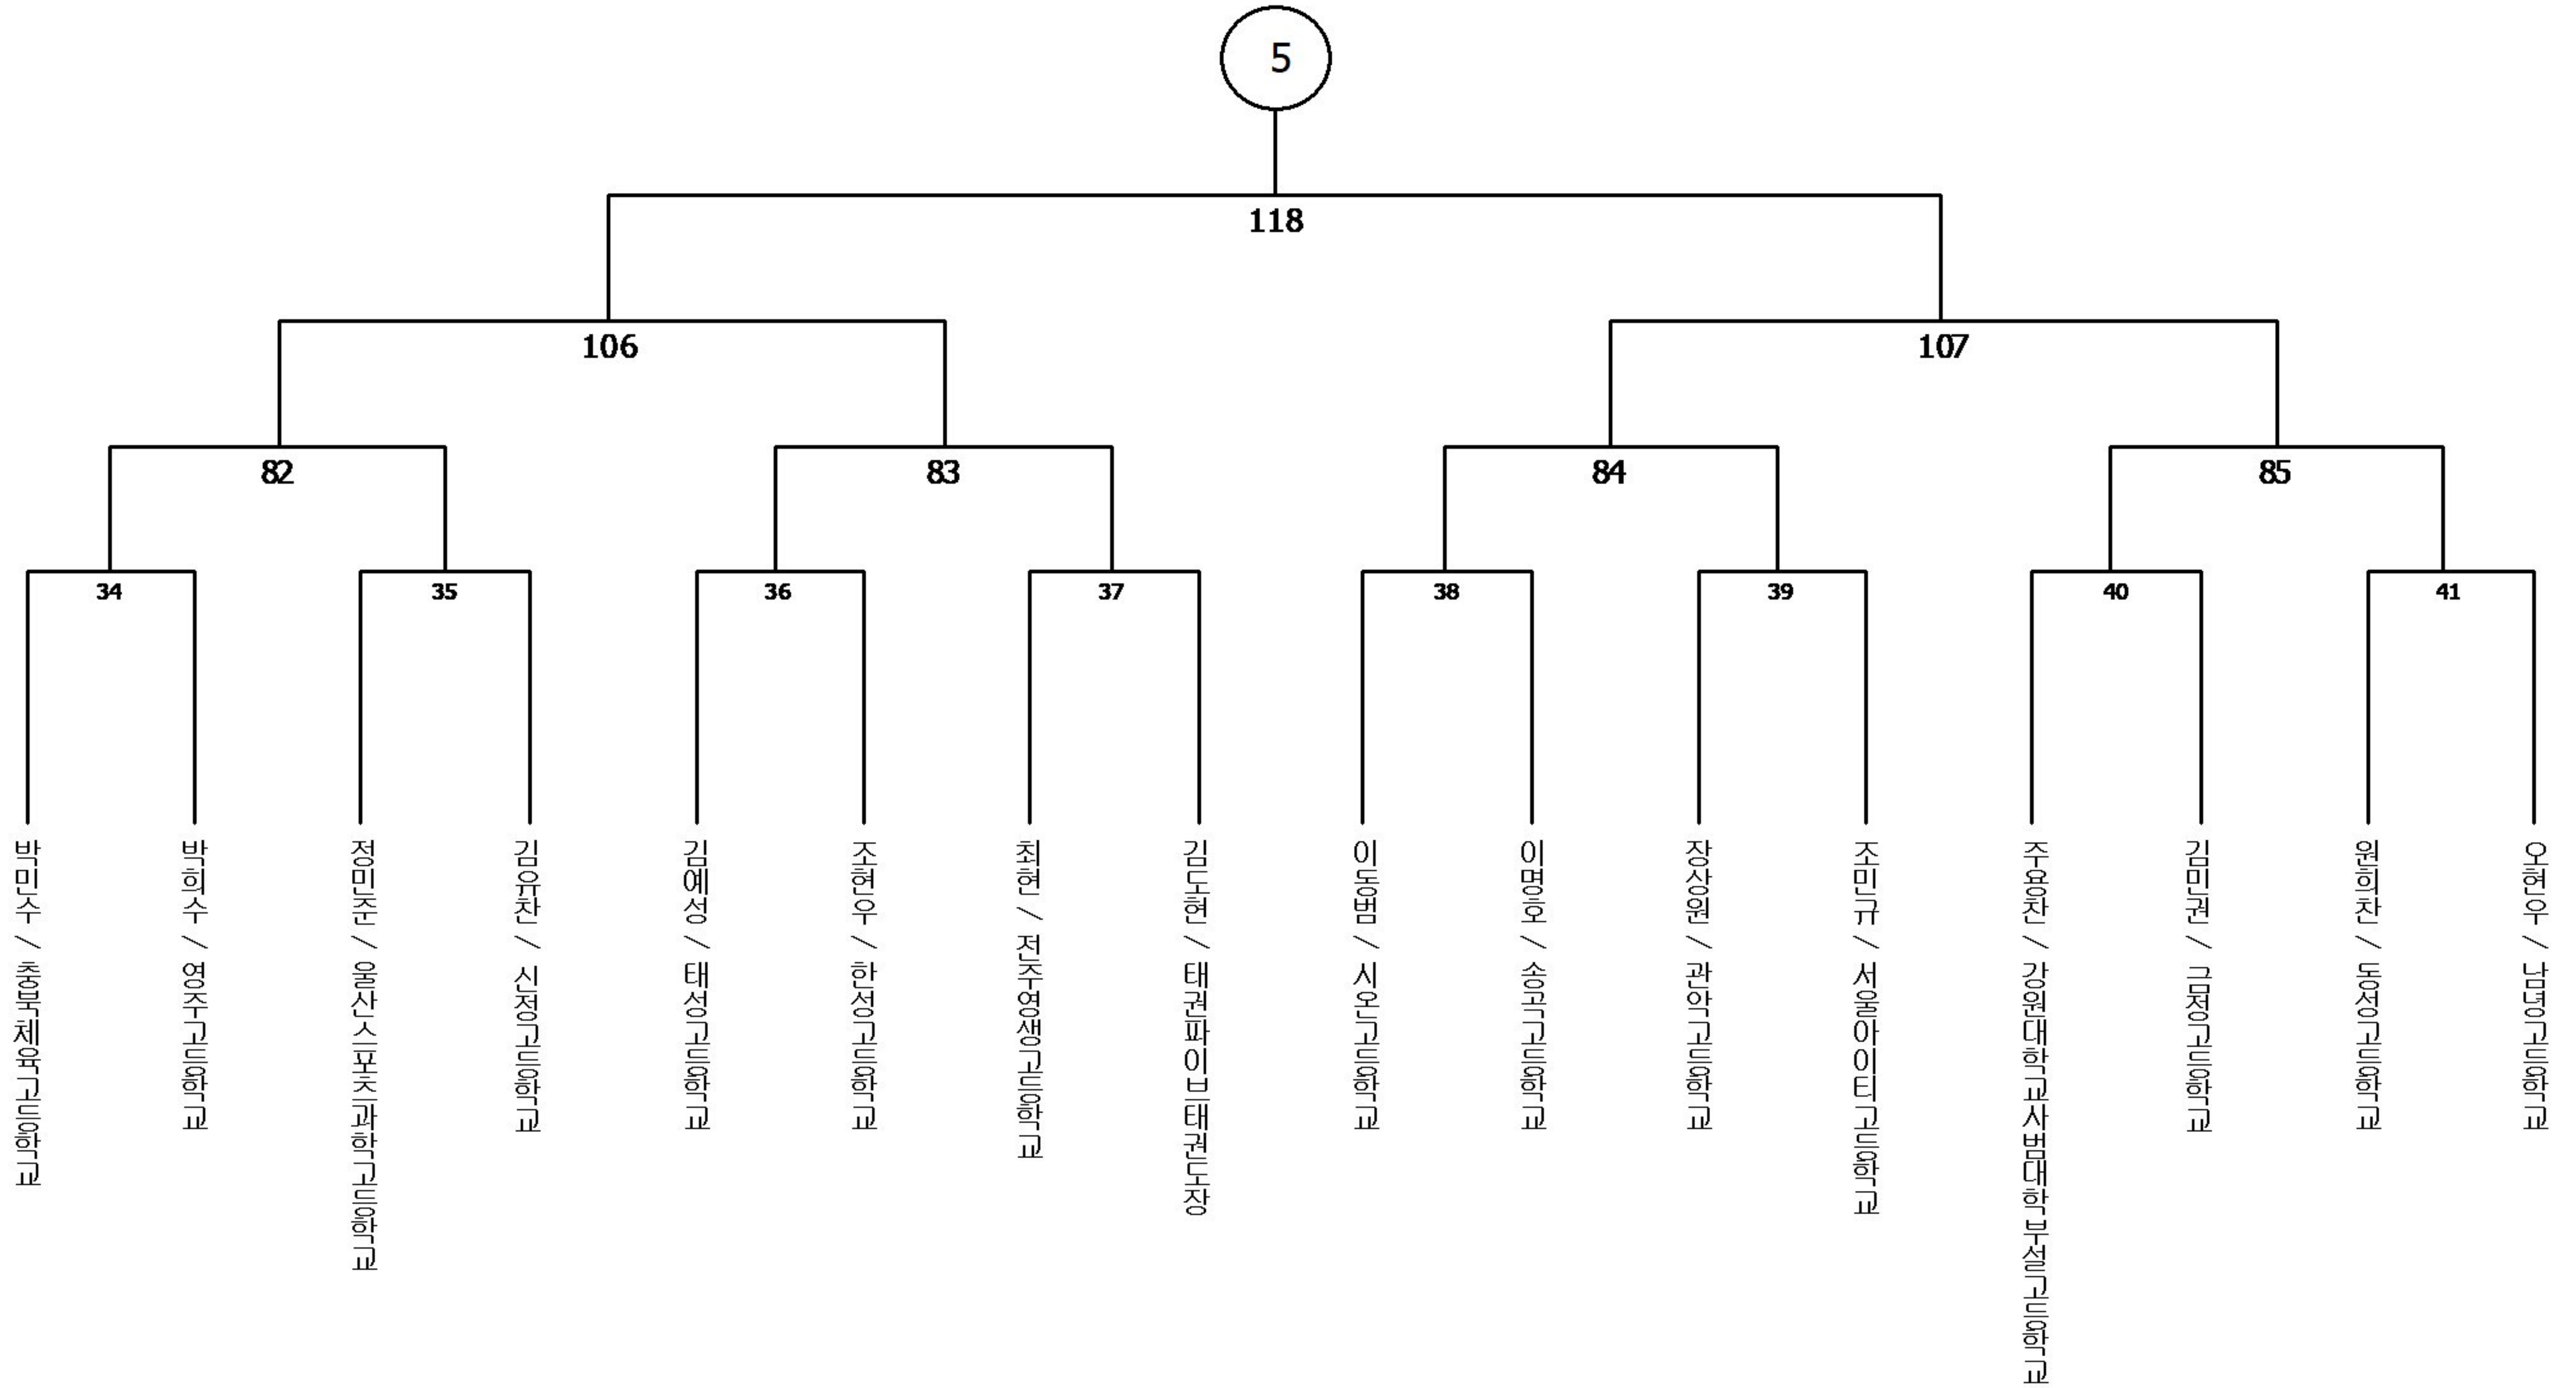 5
118
106
107
82
83
84
85
34
35
36
37
38
39
40
41
박민수 / 충북체육고등학교
박희수 / 영주고등학교
정민준 / 울산스포츠과학고등학교
김유찬 / 신정고등학교
김예성 / 태성고등학교
조현우 / 한성고등학교
최현 / 전주영생고등학교
김도현 / 태권파이브태권도장
이동범 / 시온고등학교
이명호 / 송곡고등학교
장상원 / 관악고등학교
조민규 / 서울아이티고등학교
주용찬 / 강원대학교사범대학부설고등학교
김민권 / 금정고등학교
원희찬 / 동성고등학교
오현우 / 남녕고등학교